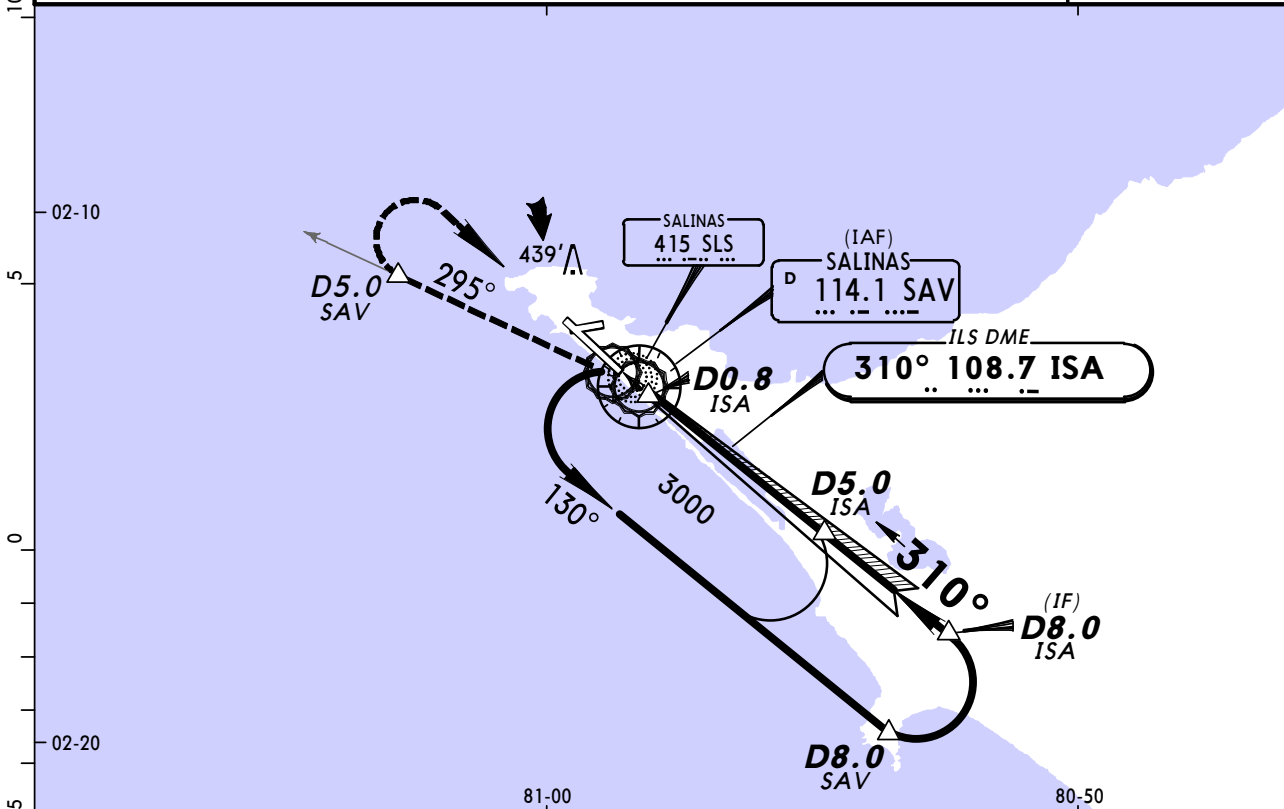 10
02-10
5
0
02-20
5
81-00
80-50
D5.0
SAV
295°
439'
SALINAS
415 SLS
(IAF)
SALINAS
D 114.1 SAV
ILS DME
310° 108.7 ISA
D0.8
ISA
130°
3000
D5.0
ISA
310°
(IF)
D8.0
ISA
D8.0
SAV